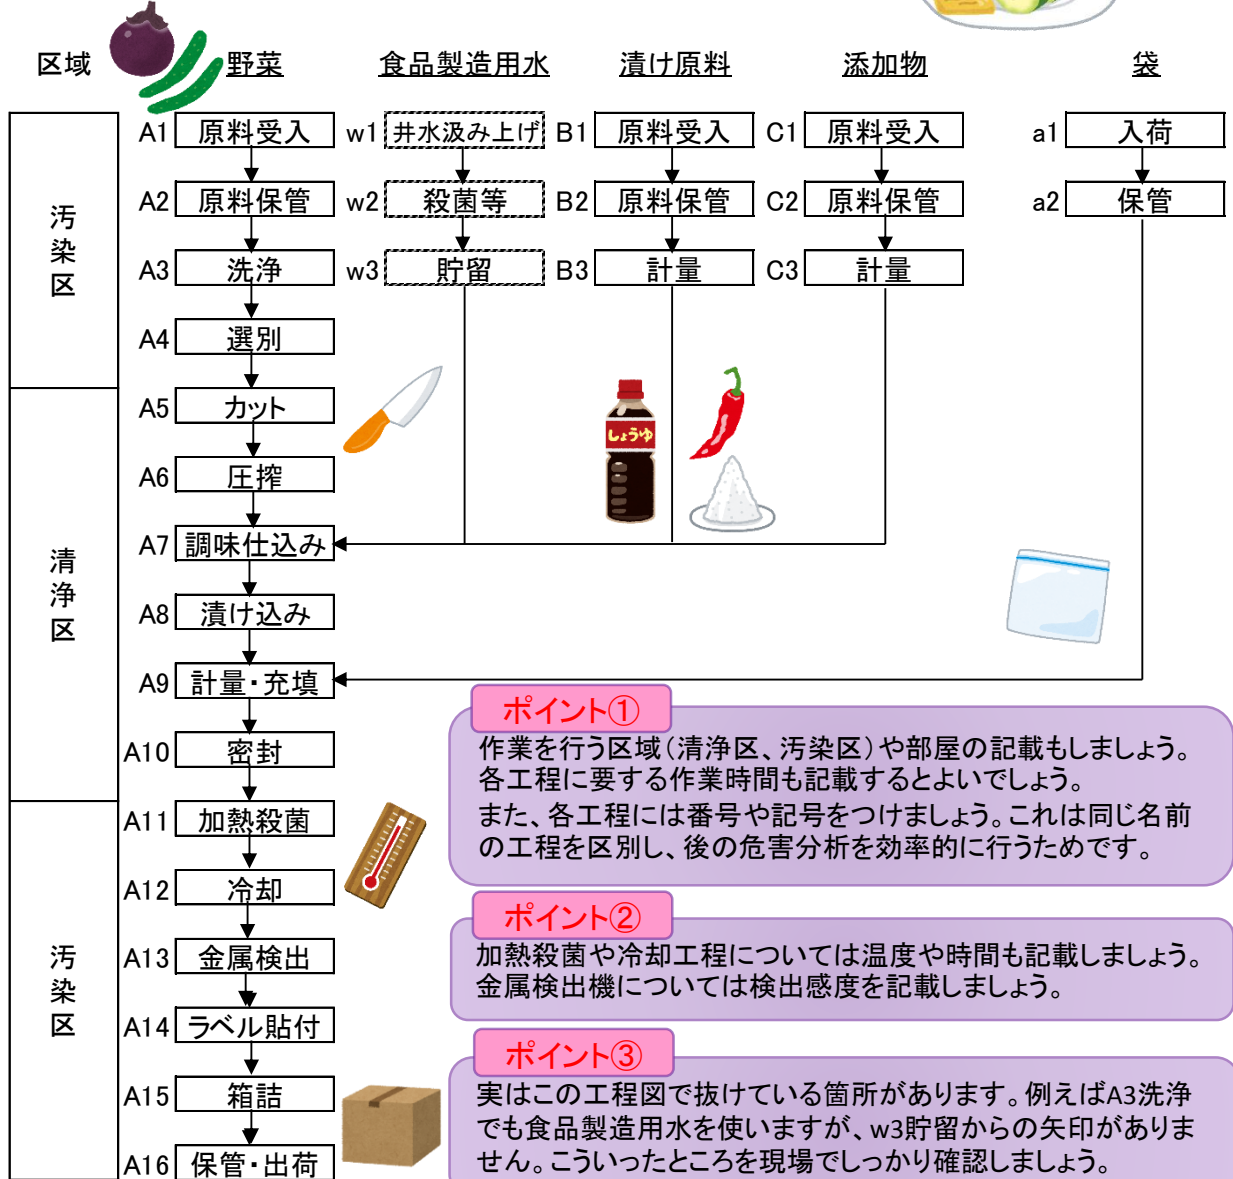 区域 野菜 食品製造用水 漬け原料 添加物 袋
A1 原料受入 w1 井水汲み上げ B1 原料受入 C1 原料受入 a1 入荷
A2 原料保管 w2 殺菌等 B2 原料保管 C2 原料保管 a2 保管
汚染区
A3 洗浄 w3 貯留 B3 計量 C3 計量
A4 選別
A5 カット
しょうゆ
A6 圧搾
A7 調味仕込み
清浄区
A8 漬け込み
A9 計量・充填
A10 密封
A11 加熱殺菌
A12 冷却
汚染区
A13 金属検出
A14 ラベル貼付
A15 箱詰
A16 保管・出荷
ポイント①
作業を行う区域(清浄区、汚染区)や部屋の記載もしましょう。
各工程に要する作業時間も記載するとよいでしょう。
また、各工程には番号や記号をつけましょう。これは同じ名前
の工程を区別し、後の危害分析を効率的に行うためです。
ポイント②
加熱殺菌や冷却工程については温度や時間も記載しましょう。
金属検出機については検出感度を記載しましょう。
ポイント③
実はこの工程図で抜けている箇所があります。例えばA3洗浄
でも食品製造用水を使いますが、w3貯留からの矢印がありま
せん。こういったところを現場でしっかり確認しましょう。